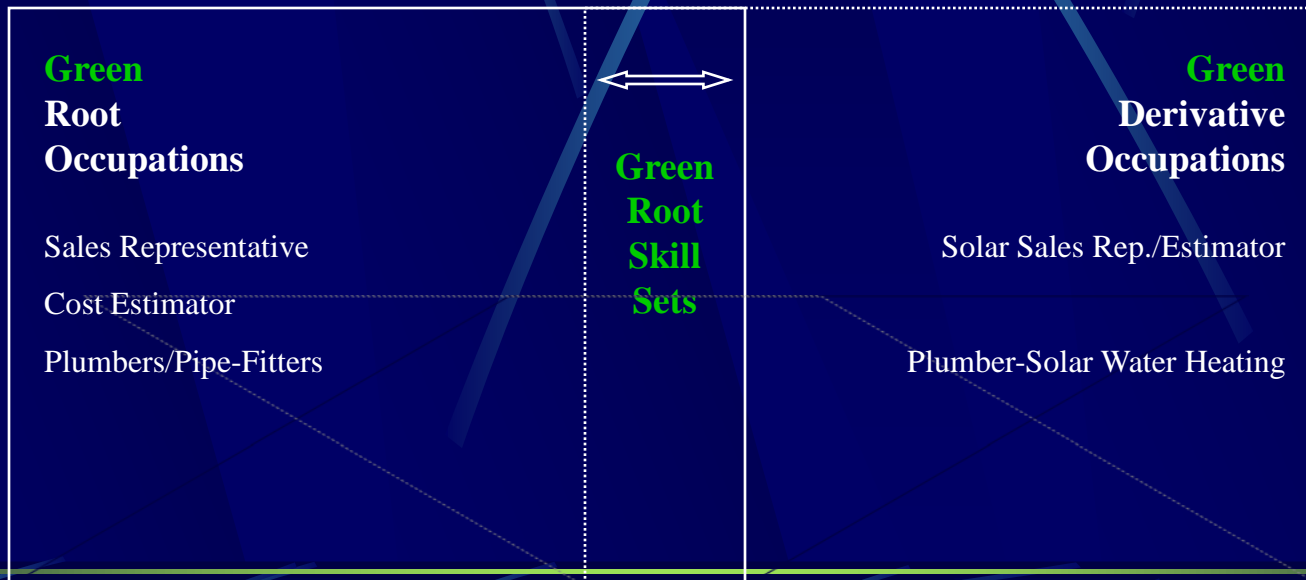 Green
Root
Occupations
Sales Representative
Cost Estimator
Plumbers/Pipe-Fitters
Green
Root
Skill
Sets
Green
Derivative
Occupations
Solar Sales Rep./Estimator
Plumber-Solar Water Heating